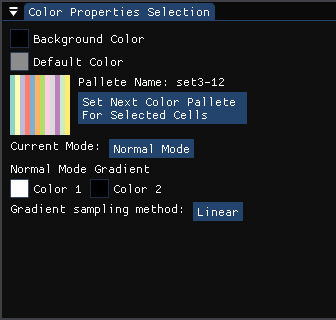 Color Properties Selection
Background Color
Default Color
Pallete Name: set3-12
Set Next Color Pallete
For Selected Cells
Current Mode: Normal Mode
Normal Mode Gradient
Color 1 Color 2
Gradient sampling method: Linear